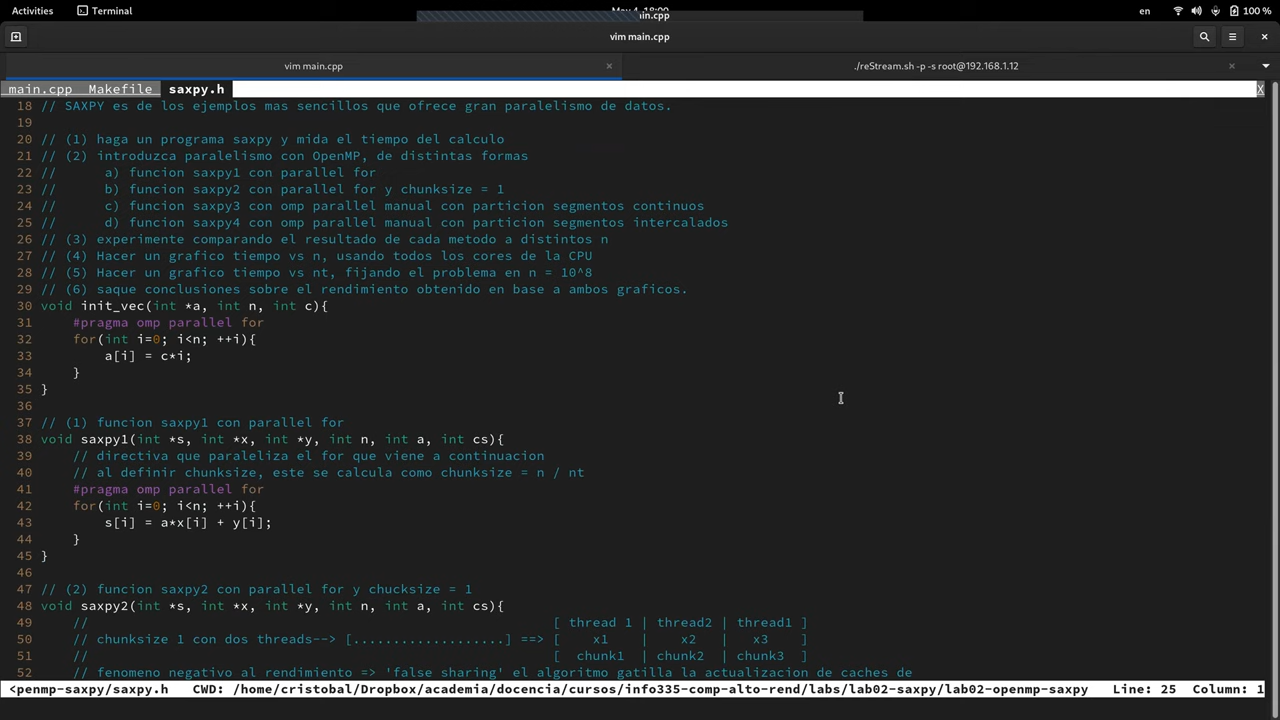 Activities Terminal en 100 %
vim main.cpp
vim main.cpp ./reStream.sh -p -s root@192.168.1.12
main.cpp Makefile saxpy.h X
18 // SAXPY es de los ejemplos mas sencillos que ofrece gran paralelismo de datos.
19
20 // (1) haga un programa saxpy y mida el tiempo del calculo
21 // (2) introduzca paralelismo con OpenMP, de distintas formas
22 // a) funcion saxpy1 con parallel for
23 // b) funcion saxpy2 con parallel for y chunksize = 1
24 // c) funcion saxpy3 con omp parallel manual con particion segmentos continuos
25 // d) funcion saxpy4 con omp parallel manual con particion segmentos intercalados
26 // (3) experimente comparando el resultado de cada metodo a distintos n
27 // (4) Hacer un grafico tiempo vs n, usando todos los cores de la CPU
28 // (5) Hacer un grafico tiempo vs nt, fijando el problema en n = 10^8
29 // (6) saque conclusiones sobre el rendimiento obtenido en base a ambos graficos.
30 void init_vec(int *a, int n, int c){
31 #pragma omp parallel for
32 for(int i=0; i<n; ++i){
33 a[i] = c*i;
34 }
35 }
36
37 // (1) funcion saxpy1 con parallel for
38 void saxpy1(int *s, int *x, int *y, int n, int a, int cs){
39 // directiva que paraleliza el for que viene a continuacion
40 // al definir chunksize, este se calcula como chunksize = n / nt
41 #pragma omp parallel for
42 for(int i=0; i<n; ++i){
43 s[i] = a*x[i] + y[i];
44 }
45 }
46
47 // (2) funcion saxpy2 con parallel for y chucksize = 1
48 void saxpy2(int *s, int *x, int *y, int n, int a, int cs){
49 // [ thread 1 | thread2 | thread1 ]
50 // chunksize 1 con dos threads--> [...................] ==> [ x1 | x2 | x3 ]
51 // [ chunk1 | chunk2 | chunk3 ]
52 // fenomeno negativo al rendimiento => 'false sharing' el algoritmo gatilla la actualizacion de caches de
<penmp-saxpy/saxpy.h CWD: /home/cristobal/Dropbox/academia/docencia/cursos/info335-comp-alto-rend/labs/lab02-saxpy/lab02-openmp-saxpy Line: 25 Column: 1